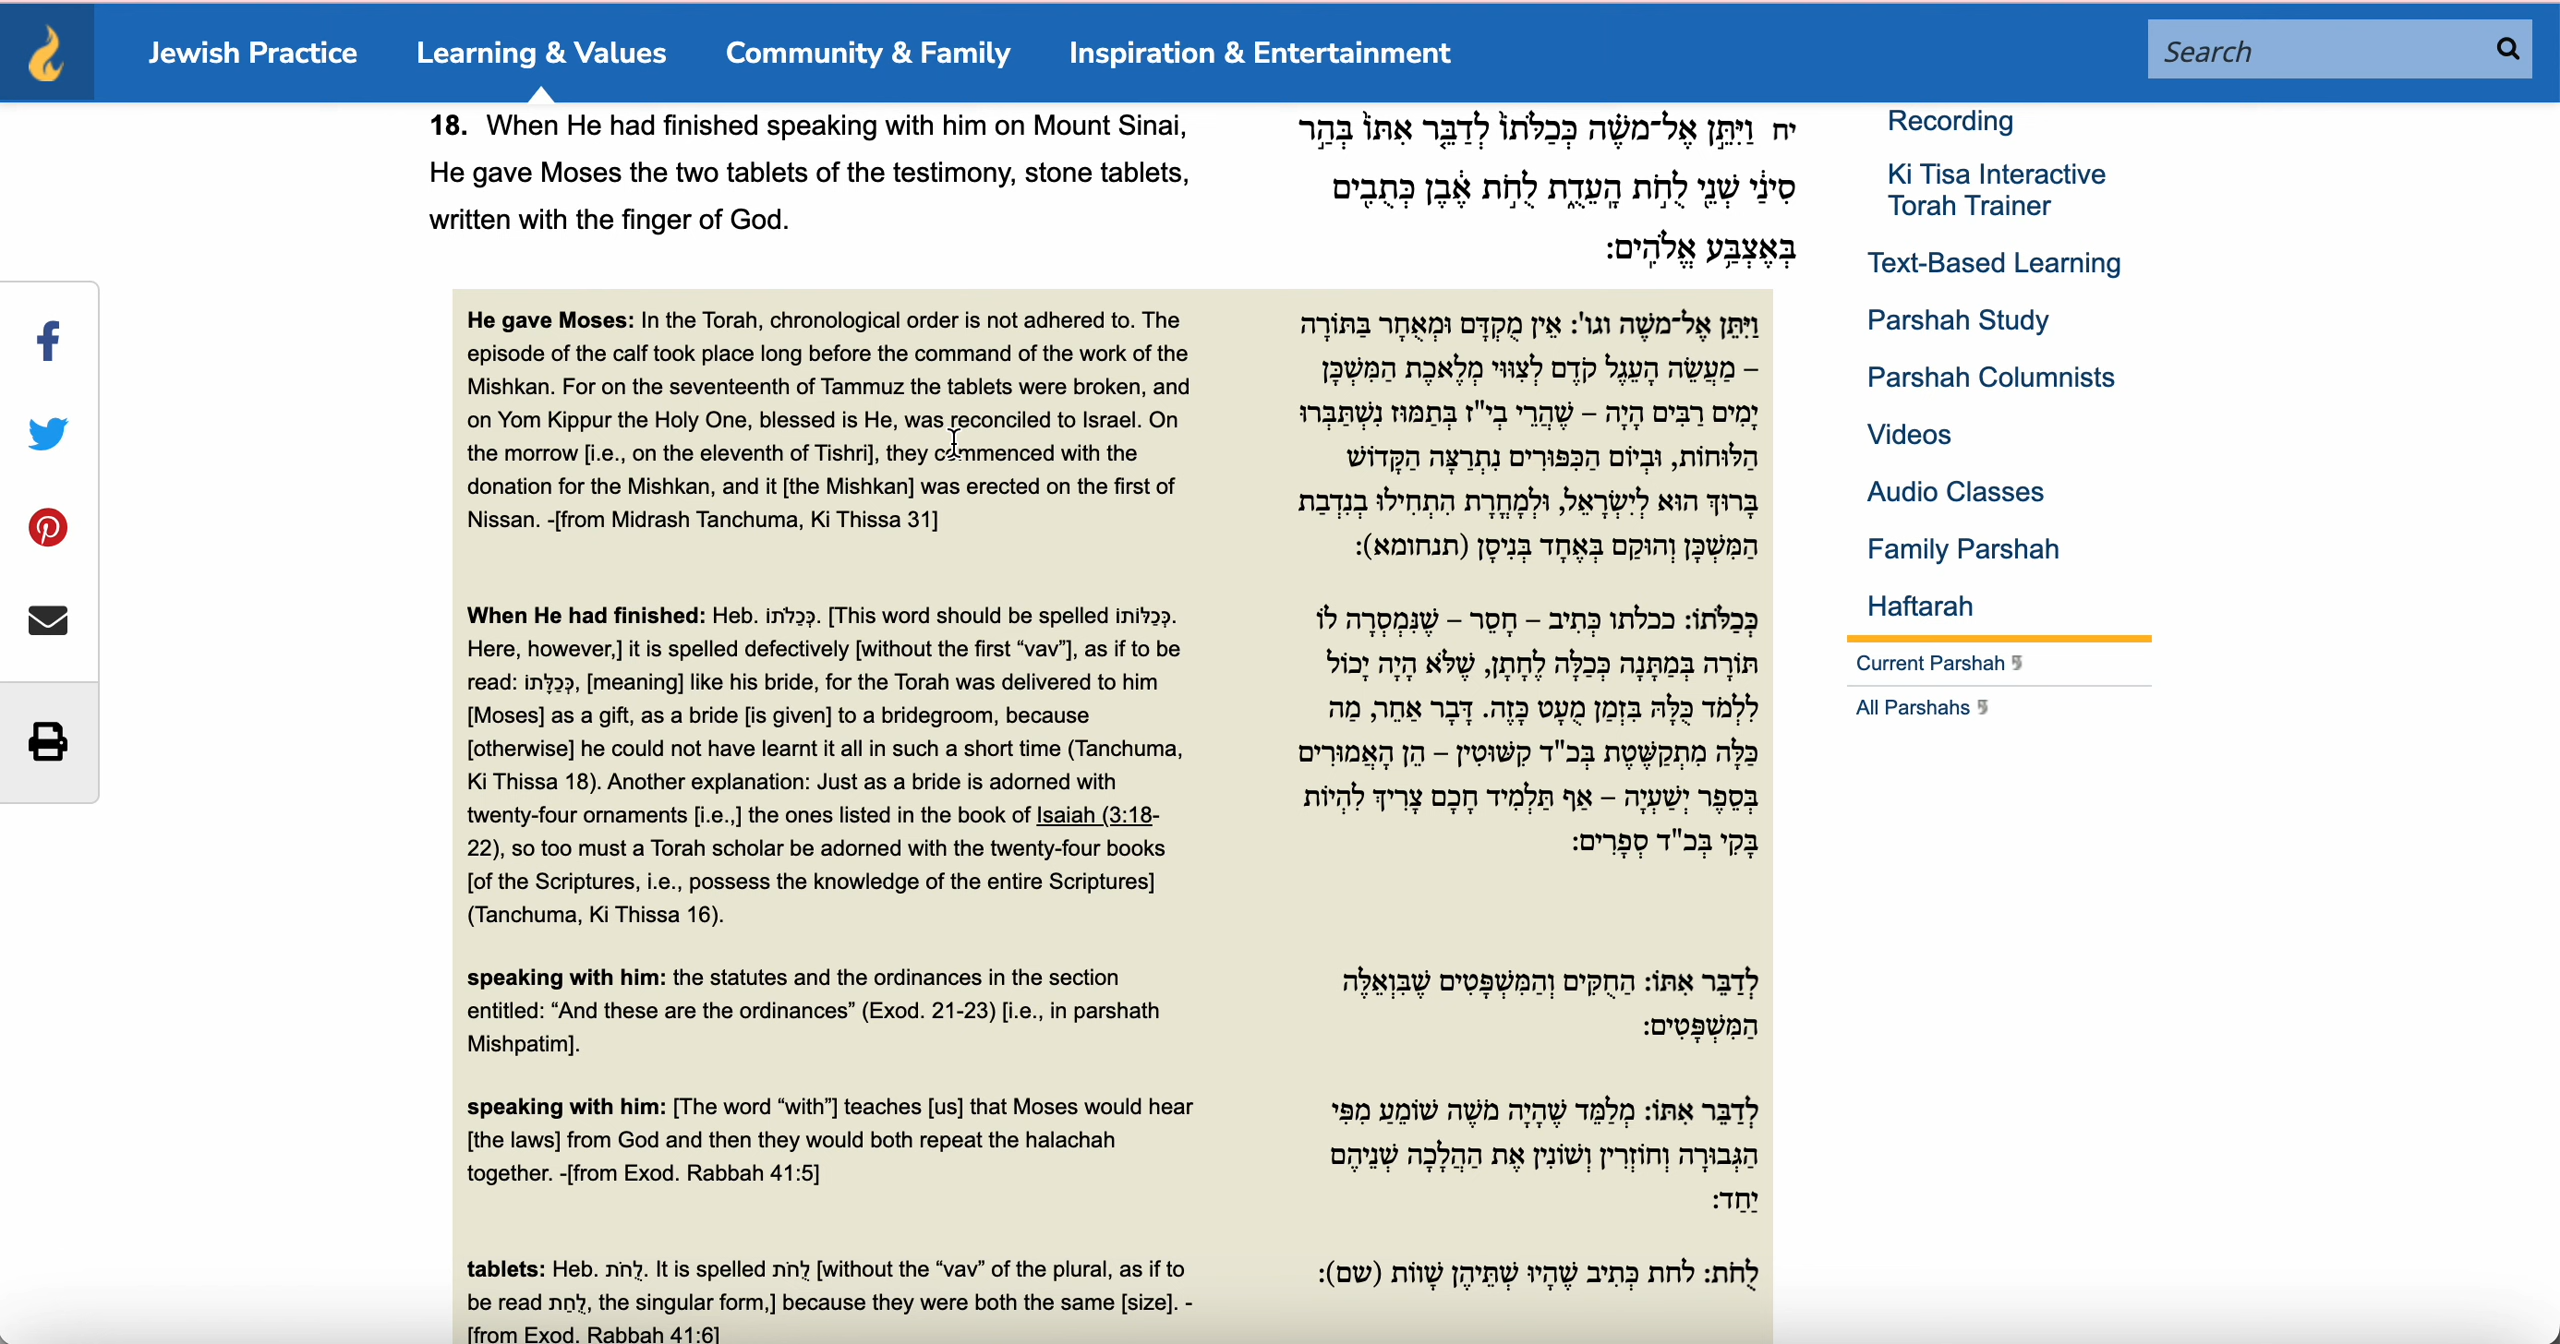 Jewish Practice
Learning & Values
Community & Family
Inspiration & Entertainment
Search
18. When He had finished speaking with him on Mount Sinai,
He gave Moses the two tablets of the testimony, stone tablets,
written with the finger of God.
יח וַיִּתֵּ֣ן אֶל־משֶׁ֗ה כְּכַלֹּתוֹ֙ לְדַבֵּ֤ר אִתּוֹ֙ בְּהַ֣ר
סִינַ֔י שְׁנֵ֖י לֻחֹ֣ת הָֽעֵדֻ֑ת לֻחֹ֣ת אֶ֔בֶן כְּתֻבִ֖ים
בְּאֶצְבַּ֥ע אֱלֹהִֽים:
He gave Moses: In the Torah, chronological order is not adhered to. The
episode of the calf took place long before the command of the work of the
Mishkan. For on the seventeenth of Tammuz the tablets were broken, and
on Yom Kippur the Holy One, blessed is He, was reconciled to Israel. On
the morrow [i.e., on the eleventh of Tishri], they commenced with the
donation for the Mishkan, and it [the Mishkan] was erected on the first of
Nissan. -[from Midrash Tanchuma, Ki Thissa 31]
וַיִּתֵּן אֶל־משֶׁה וגו': אֵין מֻקְדָּם וּמְאֻחָר בַּתּוֹרָה
– מַעֲשֵׂה הָעֵגֶל קֹדֶם לְצִוּוּי מְלֶאכֶת הַמִּשְׁכָּן
יָמִים רַבִּים הָיָה – שֶׁהֲרֵי בְי"ז בְּתַמּוּז נִשְׁתַּבְּרוּ
הַלּוּחוֹת, וּבְיוֹם הַכִּפּוּרִים נִתְרַצָּה הַקָּדוֹשׁ
בָּרוּךְ הוּא לְיִשְׂרָאֵל, וּלְמָחֳרָת הִתְחִילוּ בְנִדְבַת
הַמִּשְׁכָּן וְהוּקַם בְּאֶחָד בְּנִיסָן (תנחומא):
When He had finished: Heb. כְּכַלֹּתוֹ. [This word should be spelled כְּכַלּוֹתוֹ.
Here, however,] it is spelled defectively [without the first “vav”], as if to be
read: כְּכַלָּתוֹ, [meaning] like his bride, for the Torah was delivered to him
[Moses] as a gift, as a bride [is given] to a bridegroom, because
[otherwise] he could not have learnt it all in such a short time (Tanchuma,
Ki Thissa 18). Another explanation: Just as a bride is adorned with
twenty-four ornaments [i.e.,] the ones listed in the book of Isaiah (3:18-
22), so too must a Torah scholar be adorned with the twenty-four books
[of the Scriptures, i.e., possess the knowledge of the entire Scriptures]
(Tanchuma, Ki Thissa 16).
כְּכַלֹּתוֹ: ככלתו כְּתִיב – חָסֵר – שֶׁנִּמְסְרָה לוֹ
תּוֹרָה בְּמַתָּנָה כְּכַלָּה לֶחָתָן, שֶׁלֹּא הָיָה יָכוֹל
לִלְמֹד כֻּלָּהּ בִּזְמַן מֻעָט כָּזֶה. דָּבָר אַחֵר, מַה
כַּלָּה מִתְקַשֶּׁטֶת בְּכ"ד קִשּׁוּטִין – הֵן הָאֲמוּרִים
בְּסֵפֶר יְשַׁעְיָה – אַף תַּלְמִיד חָכָם צָרִיךְ לִהְיוֹת
בָּקִי בְּכ"ד סְפָרִים:
speaking with him: the statutes and the ordinances in the section
entitled: “And these are the ordinances” (Exod. 21-23) [i.e., in parshath
Mishpatim].
לְדַבֵּר אִתּוֹ: הַחֻקִּים וְהַמִּשְׁפָּטִים שֶׁבִּוְאֵלֶּה
הַמִּשְׁפָּטִים:
speaking with him: [The word “with”] teaches [us] that Moses would hear
[the laws] from God and then they would both repeat the halachah
together. -[from Exod. Rabbah 41:5]
לְדַבֵּר אִתּוֹ: מְלַמֵּד שֶׁהָיָה מֹשֶׁה שׁוֹמֵעַ מִפִּי
הַגְּבוּרָה וְחוֹזְרִין וְשׁוֹנִין אֶת הַהֲלָכָה שְׁנֵיהֶם
יַחַד:
tablets: Heb. לֻחֹת. It is spelled לֻחֹת [without the “vav” of the plural, as if to
be read לֻחַת, the singular form,] because they were both the same [size]. -
[from Exod. Rabbah 41:6]
לֻחֹת: לחת כְּתִיב שֶׁהָיוּ שְׁתֵּיהֶן שָׁווֹת (שם):
Recording
Ki Tisa Interactive
Torah Trainer
Text-Based Learning
Parshah Study
Parshah Columnists
Videos
Audio Classes
Family Parshah
Haftarah
Current Parshah
All Parshahs